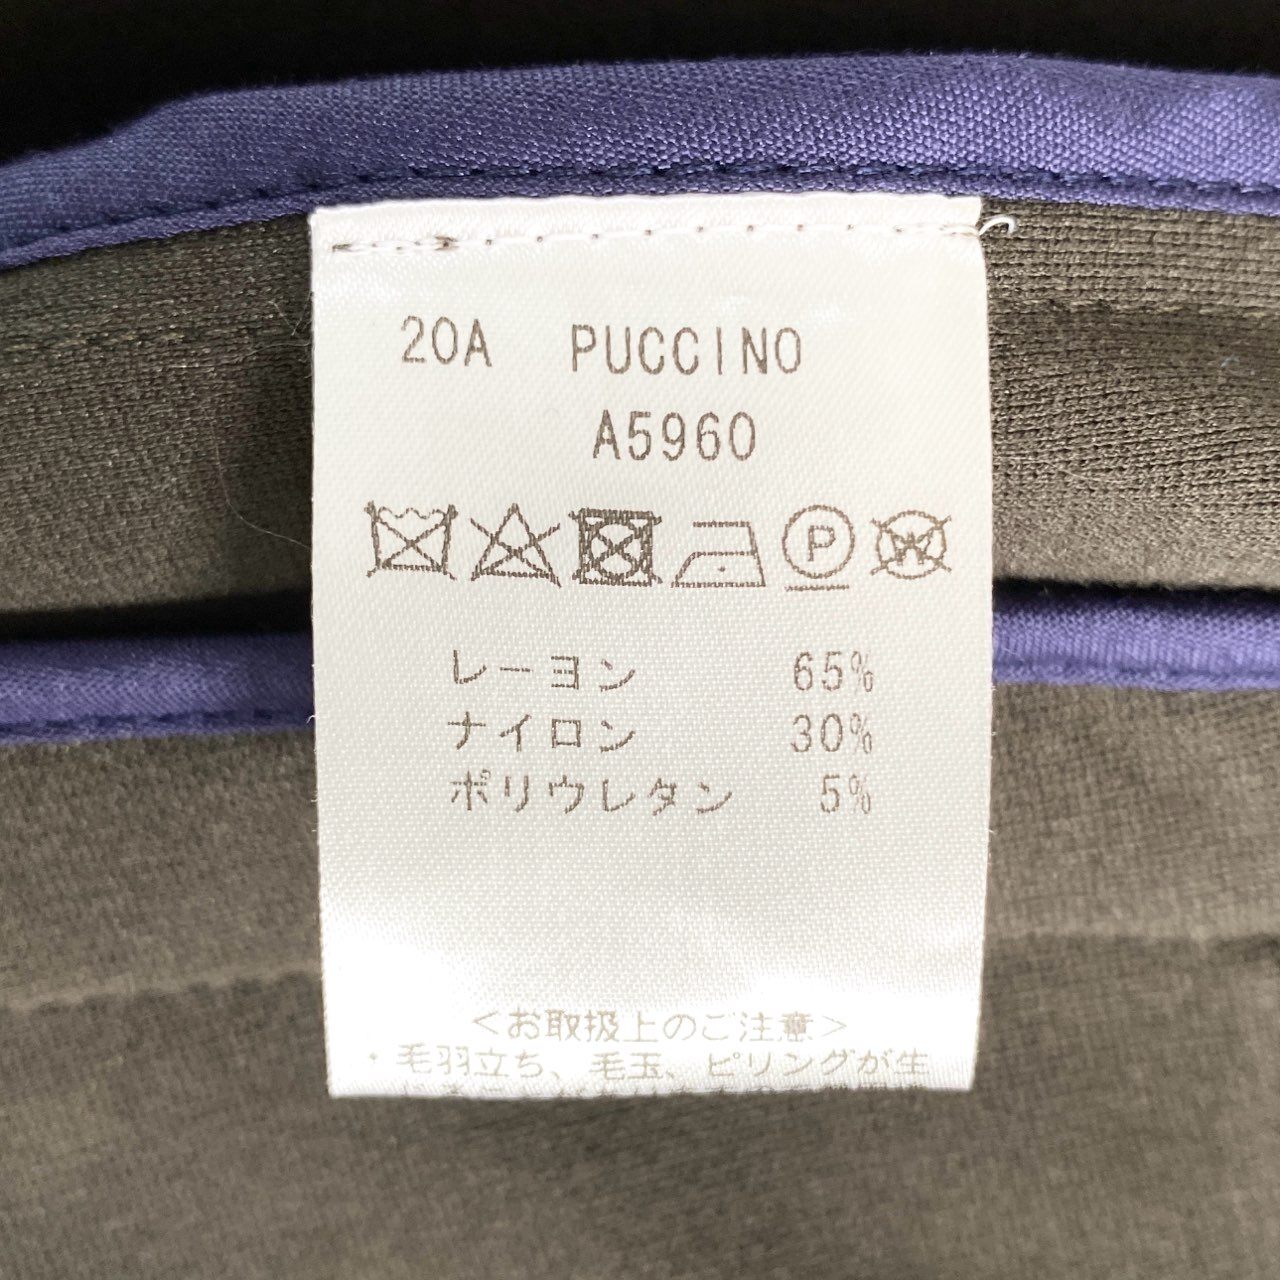 20A PUCCINO
A5960
P
W
レーヨン 65%
ナイロン 30%
ポリウレタン 5%
<お取扱上のご注意>
・毛羽立ち、毛玉、ピリングが生